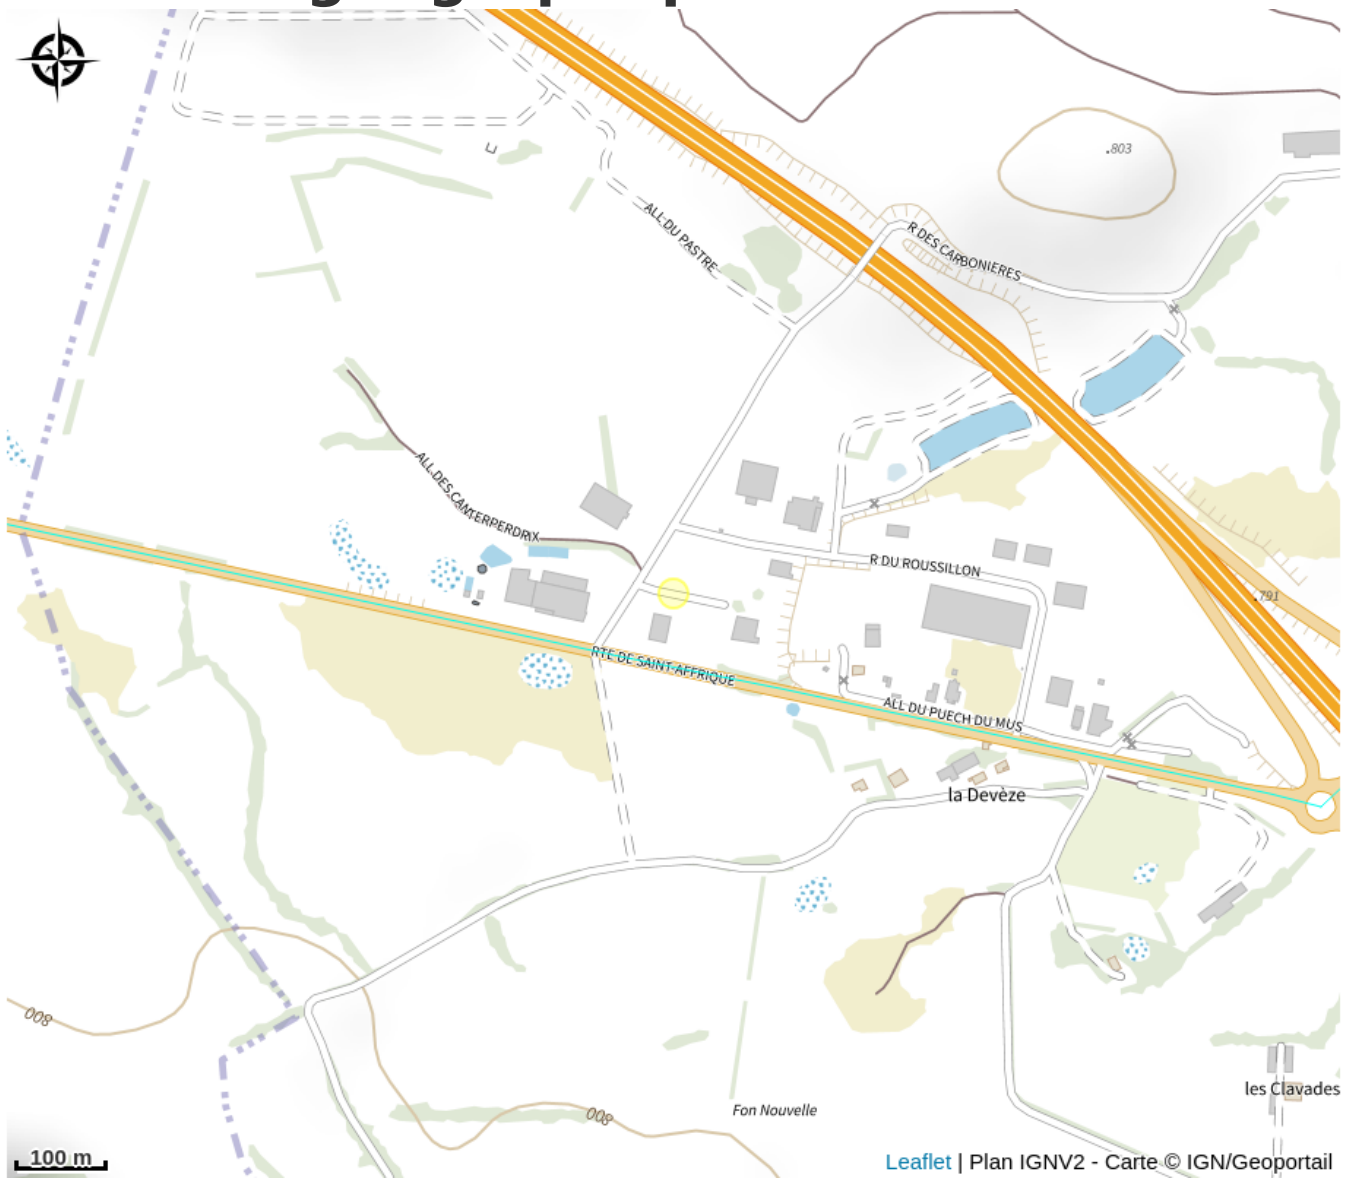 .803
ALL DU PASTRE
R DES CARBONIERES
ALL DES CANTERPERDRIX
R DU ROUSSILLON
.791
RTE DE SAINT-AFFRIQUE
ALL DU PUECH DU MUS
la Devèze
800
les Clavades
Fon Nouvelle
800
100 m
Leaflet | Plan IGNV2 - Carte © IGN/Geoportail